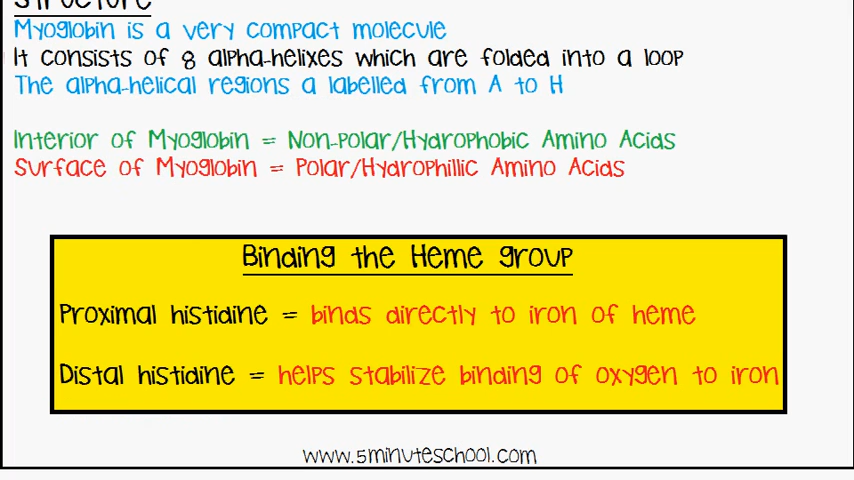 Structure
Myoglobin is a very compact molecule
It consists of 8 alpha-helixes which are folded into a loop
The alpha-helical regions a labelled from A to H
Interior of Myoglobin = Non-polar/Hydrophobic Amino Acids
Surface of Myoglobin = Polar/Hydrophillic Amino Acids
Binding the Heme group
Proximal histidine = binds directly to iron of heme
Distal histidine = helps stabilize binding of oxygen to iron
www.5minuteschool.com